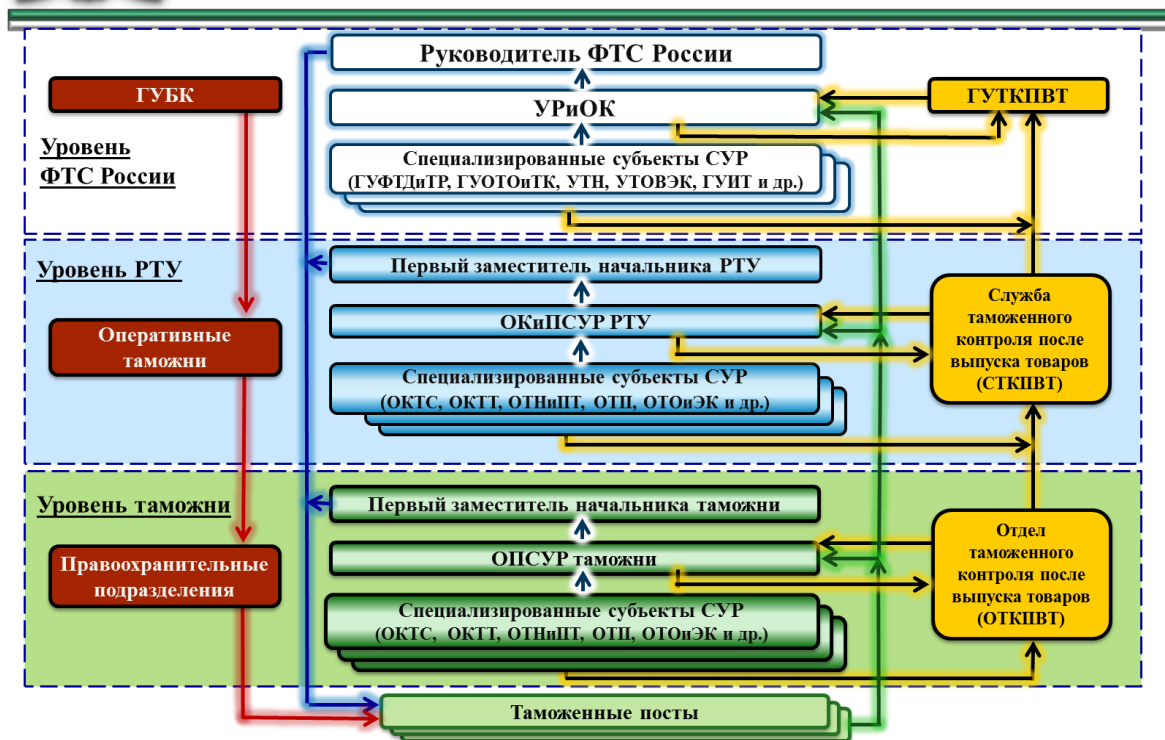 Руководитель ФТС России
ГУБК
УРиОК
ГУТКПВТ
Уровень
ФТС России
Специализированные субъекты СУР
(ГУФТДиТР, ГУОТОиТК, УТН, УТОВЭК, ГУИТ и др.)
Уровень РТУ
Первый заместитель начальника РТУ
Оперативные
таможни
ОКиПСУР РТУ
Служба
таможенного
контроля после
выпуска товаров
(СТКПВТ)
Специализированные субъекты СУР
(ОКТС, ОКТТ, ОТНиПТ, ОТП, ОТОиЭК и др.)
Уровень таможни
Первый заместитель начальника таможни
Правоохранительные
подразделения
ОПСУР таможни
Отдел
таможенного
контроля после
выпуска товаров
(ОТКПВТ)
Специализированные субъекты СУР
(ОКТС, ОКТТ, ОТНиПТ, ОТП, ОТОиЭК и др.)
Таможенные посты